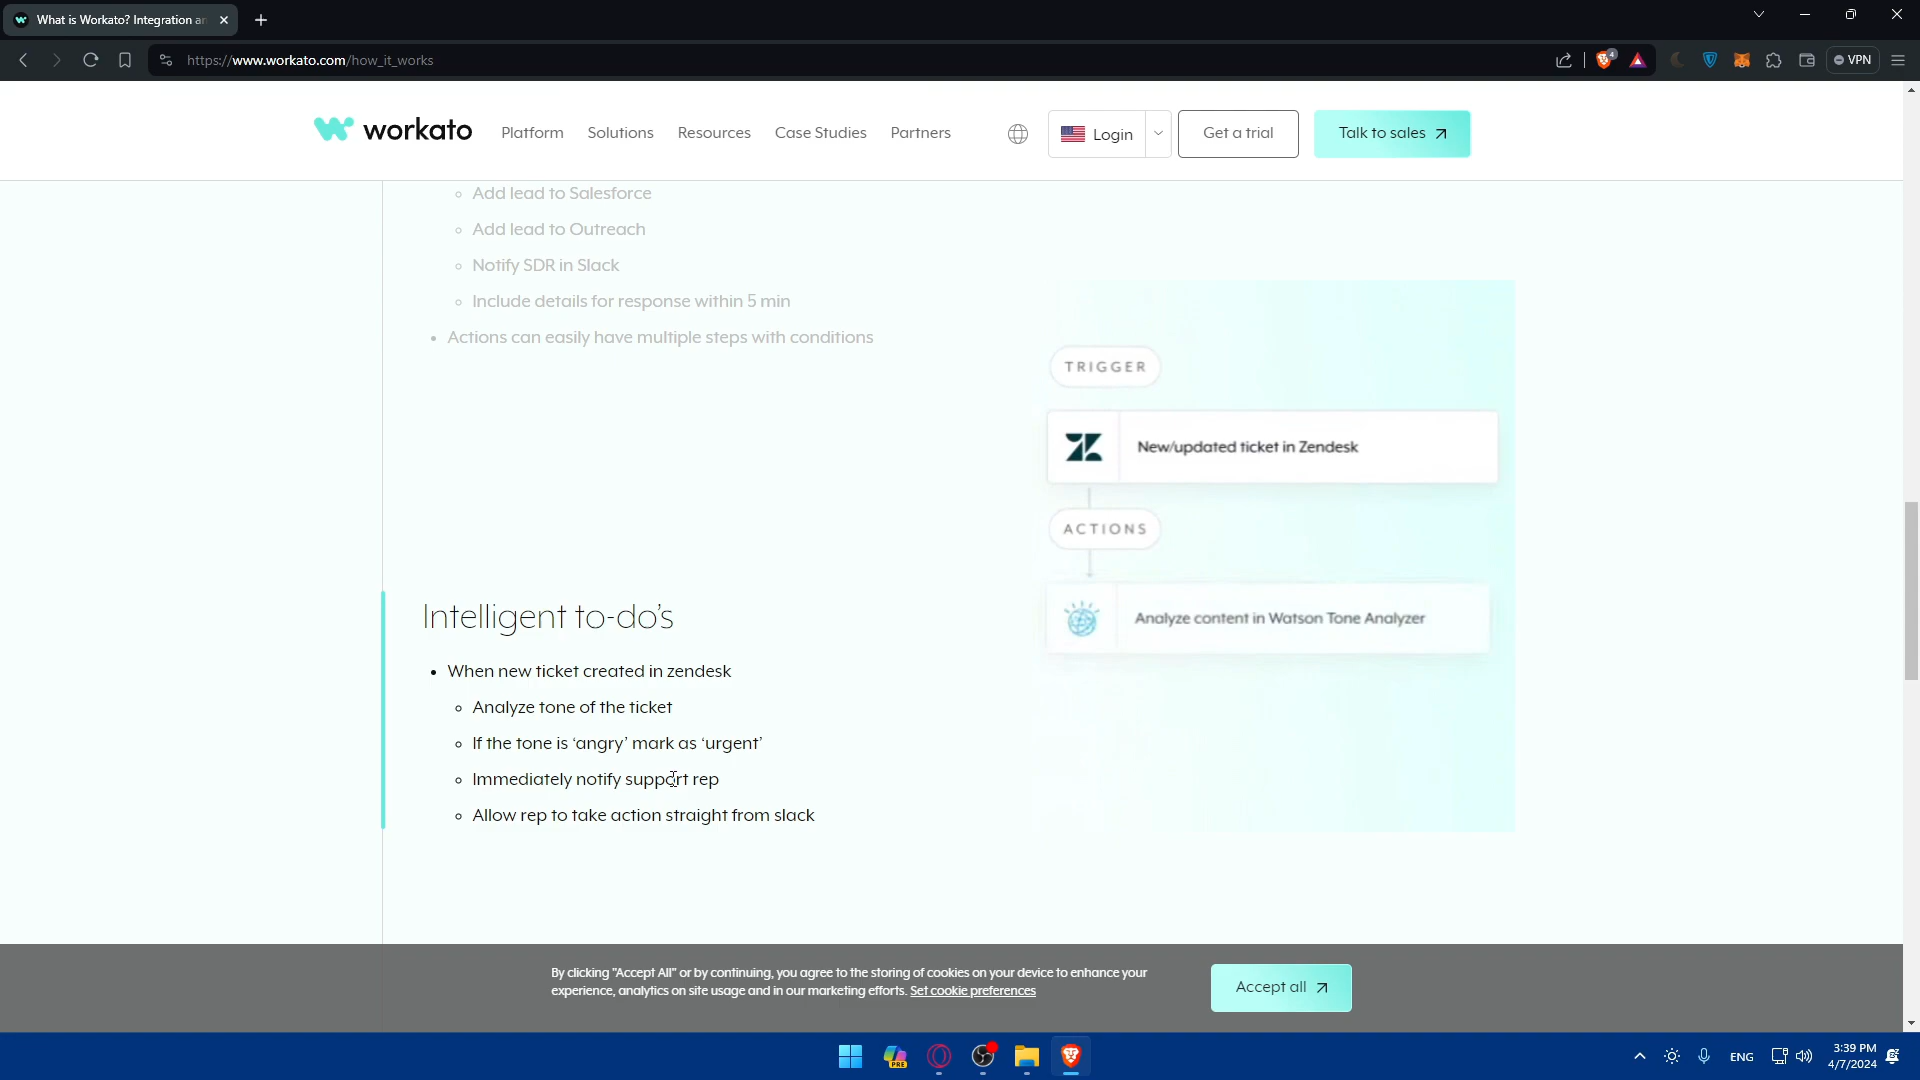 What is Workato? Integration ar
https://www.workato.com/how_it_works
4
VPN
workato
Platform
Solutions
Resources
Case Studies
Partners
Login
Get a trial
Talk to sales
Add lead to Salesforce
Add lead to Outreach
Notify SDR in Slack
Include details for response within 5 min
Actions can easily have multiple steps with conditions
TRIGGER
New/updated ticket in Zendesk
ACTIONS
Analyze content in Watson Tone Analyzer
Intelligent to-do’s
When new ticket created in zendesk
Analyze tone of the ticket
If the tone is ‘angry’ mark as ‘urgent’
Immediately notify support rep
Allow rep to take action straight from slack
By clicking "Accept All" or by continuing, you agree to the storing of cookies on your device to enhance your
experience, analytics on site usage and in our marketing efforts. Set cookie preferences
Accept all
PRE
ENG
3:39 PM
4/7/2024